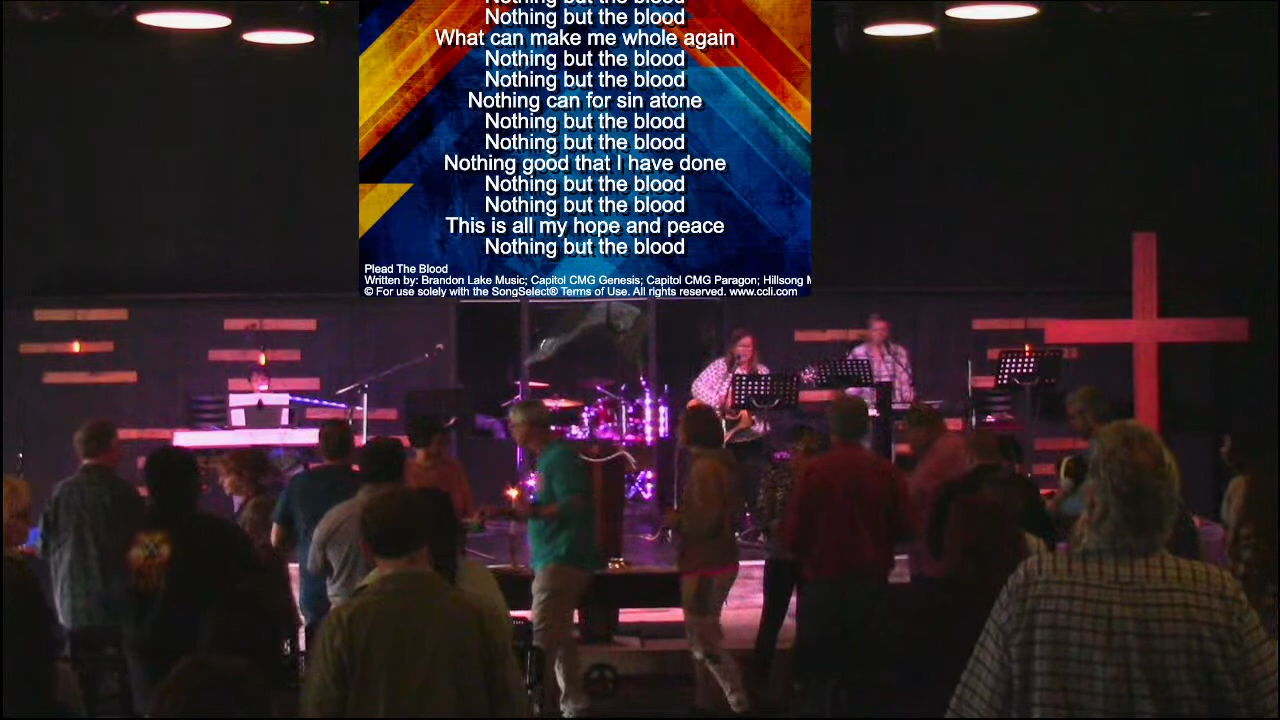 Nothing but the blood
Nothing but the blood
What can make me whole again
Nothing but the blood
Nothing but the blood
Nothing can for sin atone
Nothing but the blood
Nothing but the blood
Nothing good that I have done
Nothing but the blood
Nothing but the blood
This is all my hope and peace
Nothing but the blood
Plead The Blood
Written by: Brandon Lake Music; Capitol CMG Genesis; Capitol CMG Paragon; Hillsong M
© For use solely with the SongSelect® Terms of Use. All rights reserved. www.ccli.com